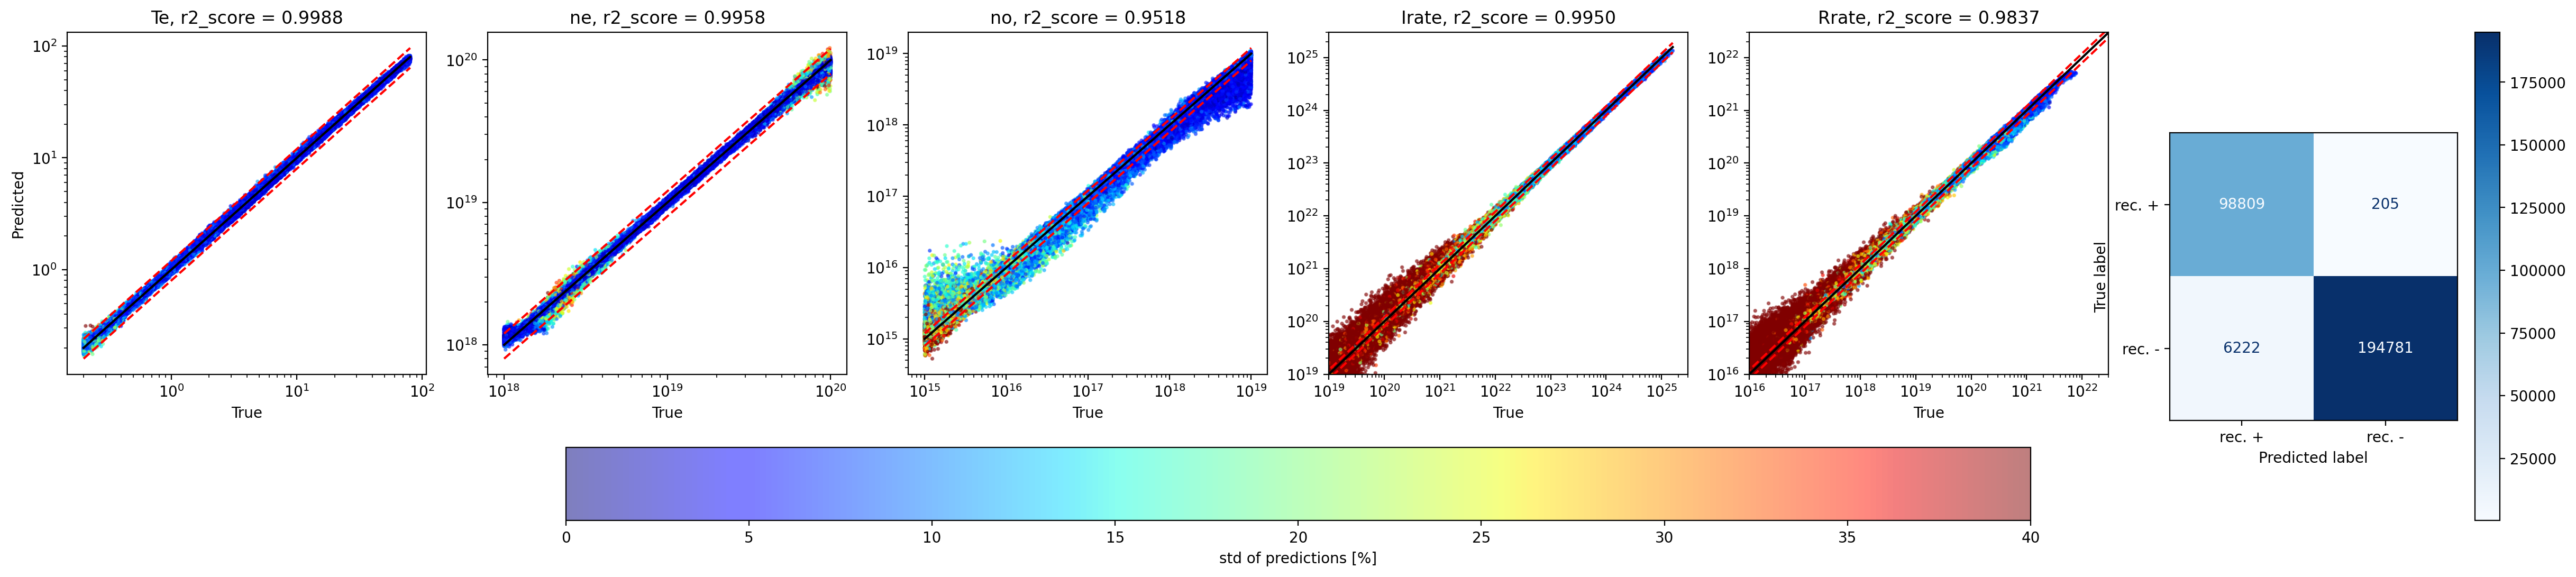 Te, r2_score = 0.9988
10²
10¹
10⁰
Predicted
10⁰ 10¹ 10²
True
ne, r2_score = 0.9958
10²⁰
10¹⁹
10¹⁸
10¹⁸ 10¹⁹ 10²⁰
True
no, r2_score = 0.9518
10¹⁹
10¹⁸
10¹⁷
10¹⁶
10¹⁵
10¹⁵ 10¹⁶ 10¹⁷ 10¹⁸ 10¹⁹
True
Irate, r2_score = 0.9950
10²⁵
10²⁴
10²³
10²²
10²¹
10²⁰
10¹⁹
10¹⁹ 10²⁰ 10²¹ 10²² 10²³ 10²⁴ 10²⁵
True
Rrate, r2_score = 0.9837
10²²
10²¹
10²⁰
10¹⁹
10¹⁸
10¹⁷
10¹⁶
10¹⁶ 10¹⁷ 10¹⁸ 10¹⁹ 10²⁰ 10²¹ 10²²
True
True label
rec. + 98809 205
rec. - 6222 194781
rec. + rec. -
Predicted label
175000
150000
125000
100000
75000
50000
25000
0 5 10 15 20 25 30 35 40
std of predictions [%]